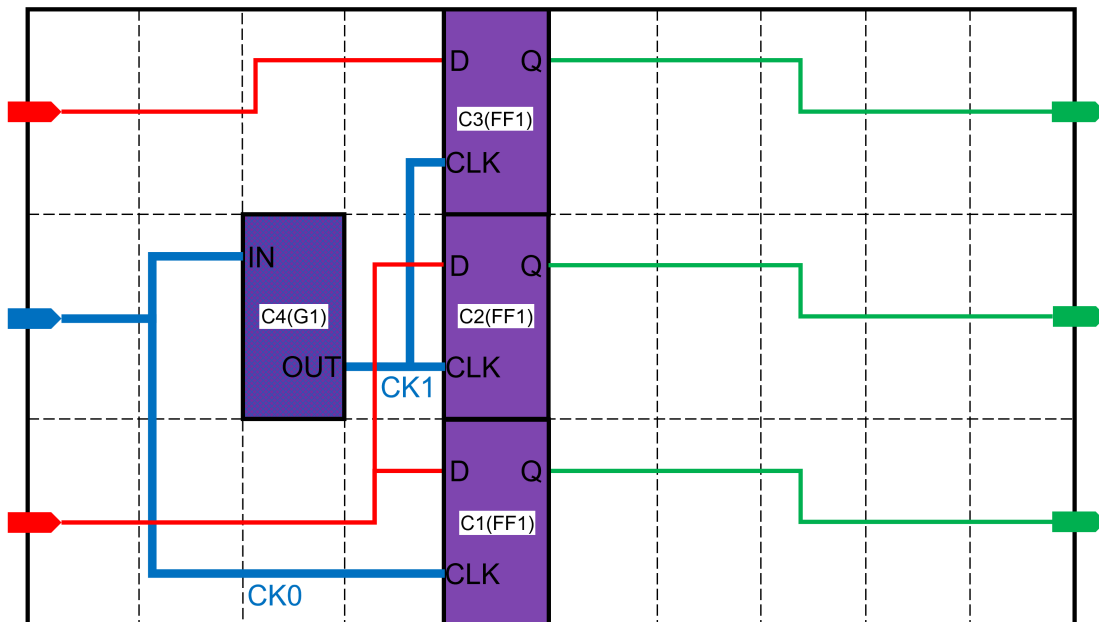 D Q
C3(FF1)
CLK
IN
D Q
C4(G1)
C2(FF1)
OUT
CLK
CK1
D Q
C1(FF1)
CLK
CK0